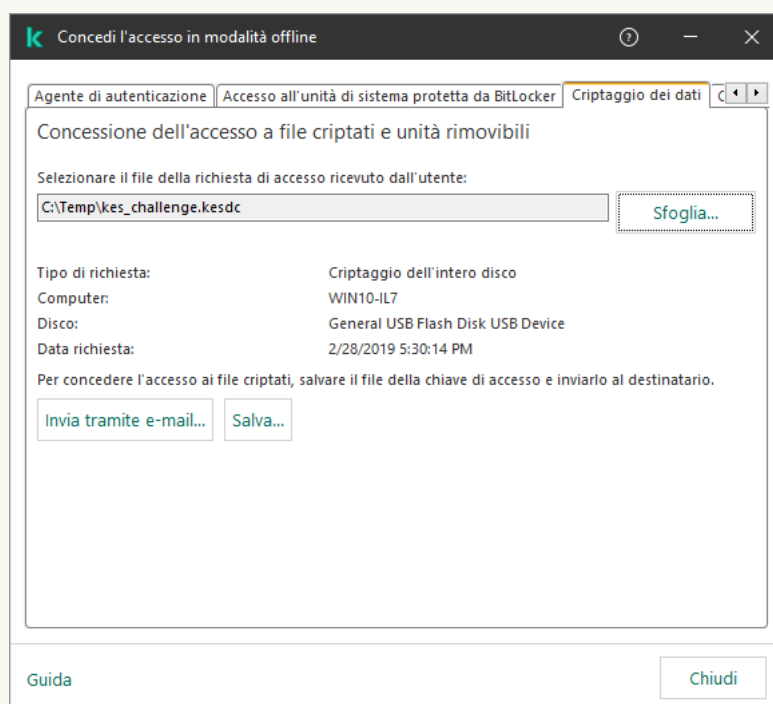 Concedi l'accesso in modalità offline
Agente di autenticazione Accesso all'unità di sistema protetta da BitLocker Criptaggio dei dati
Concessione dell'accesso a file criptati e unità rimovibili
Selezionare il file della richiesta di accesso ricevuto dall'utente:
C:\Temp\kes_challenge.kesdc Sfoglia...
Tipo di richiesta: Criptaggio dell'intero disco
Computer: WIN10-IL7
Disco: General USB Flash Disk USB Device
Data richiesta: 2/28/2019 5:30:14 PM
Per concedere l'accesso ai file criptati, salvare il file della chiave di accesso e inviarlo al destinatario.
Invia tramite e-mail... Salva...
Guida Chiudi